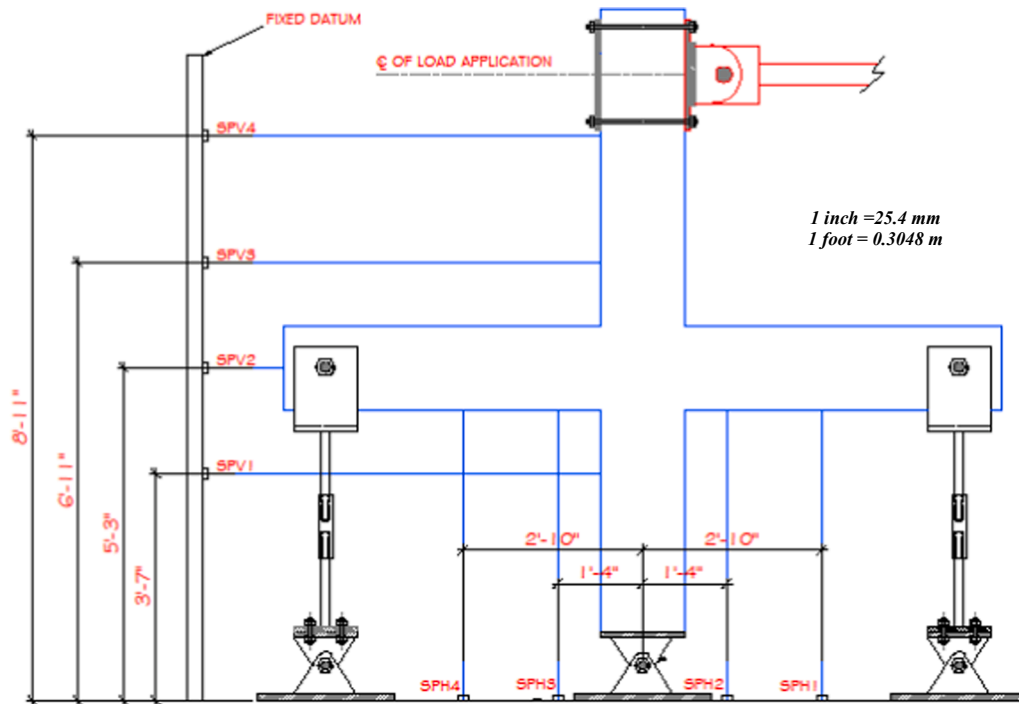 FIXED DATUM
℄ OF LOAD APPLICATION
SPV4
1 inch =25.4 mm
1 foot = 0.3048 m
SPV3
SPV2
8'-11"
6'-11"
5'-3"
3'-7"
SPV1
2'-10"
2'-10"
1'-4"
1'-4"
SPH4
SPH3
SPH2
SPH1